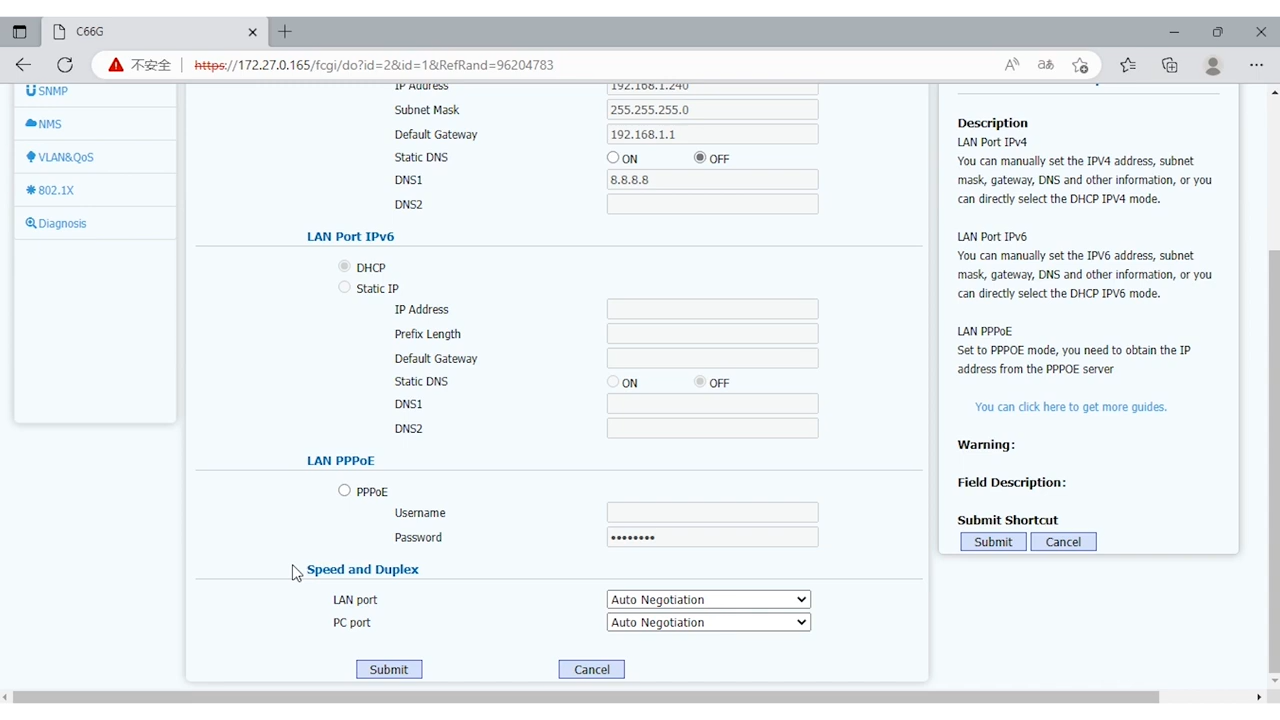 C66G
不安全
https://172.27.0.165/fcgi/do?id=2&id=1&RefRand=96204783
SNMP
NMS
VLAN&QoS
802.1X
Diagnosis
IP Address 192.168.1.240
Subnet Mask 255.255.255.0
Default Gateway 192.168.1.1
Static DNS ON OFF
DNS1 8.8.8.8
DNS2
LAN Port IPv6
DHCP
Static IP
IP Address
Prefix Length
Default Gateway
Static DNS ON OFF
DNS1
DNS2
LAN PPPoE
PPPoE
Username
Password ••••••••
Speed and Duplex
LAN port Auto Negotiation
PC port Auto Negotiation
Submit Cancel
Description
LAN Port IPv4
You can manually set the IPV4 address, subnet
mask, gateway, DNS and other information, or you
can directly select the DHCP IPV4 mode.
LAN Port IPv6
You can manually set the IPV6 address, subnet
mask, gateway, DNS and other information, or you
can directly select the DHCP IPV6 mode.
LAN PPPoE
Set to PPPOE mode, you need to obtain the IP
address from the PPPOE server
You can click here to get more guides.
Warning:
Field Description:
Submit Shortcut
Submit Cancel